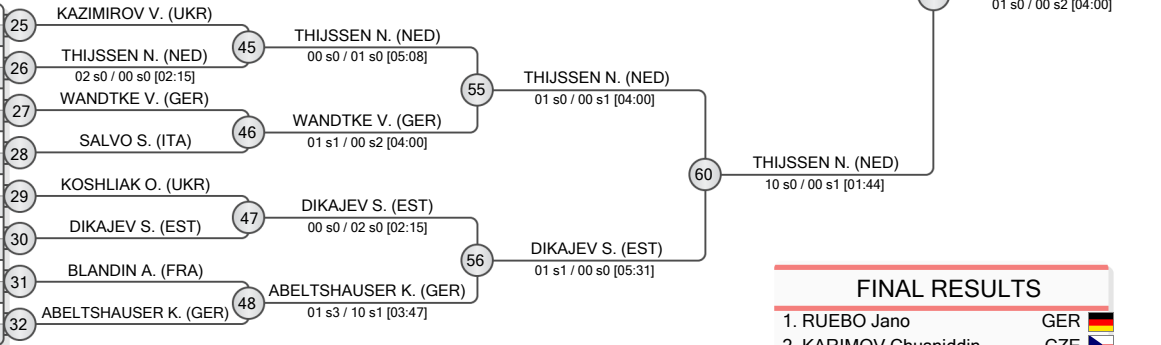 01 s0 / 00 s2 [04:00]
25
KAZIMIROV V. (UKR)
45
THIJSSEN N. (NED)
00 s0 / 01 s0 [05:08]
26
THIJSSEN N. (NED)
02 s0 / 00 s0 [02:15]
55
THIJSSEN N. (NED)
01 s0 / 00 s1 [04:00]
27
WANDTKE V. (GER)
46
WANDTKE V. (GER)
01 s1 / 00 s2 [04:00]
28
SALVO S. (ITA)
60
THIJSSEN N. (NED)
10 s0 / 00 s1 [01:44]
29
KOSHLIAK O. (UKR)
47
DIKAJEV S. (EST)
00 s0 / 02 s0 [02:15]
30
DIKAJEV S. (EST)
56
DIKAJEV S. (EST)
01 s1 / 00 s0 [05:31]
31
BLANDIN A. (FRA)
48
ABELTSHAUSER K. (GER)
01 s3 / 10 s1 [03:47]
32
ABELTSHAUSER K. (GER)
FINAL RESULTS
1. RUEBO Jano GER
2. KARIMOV Chusniddin CZE